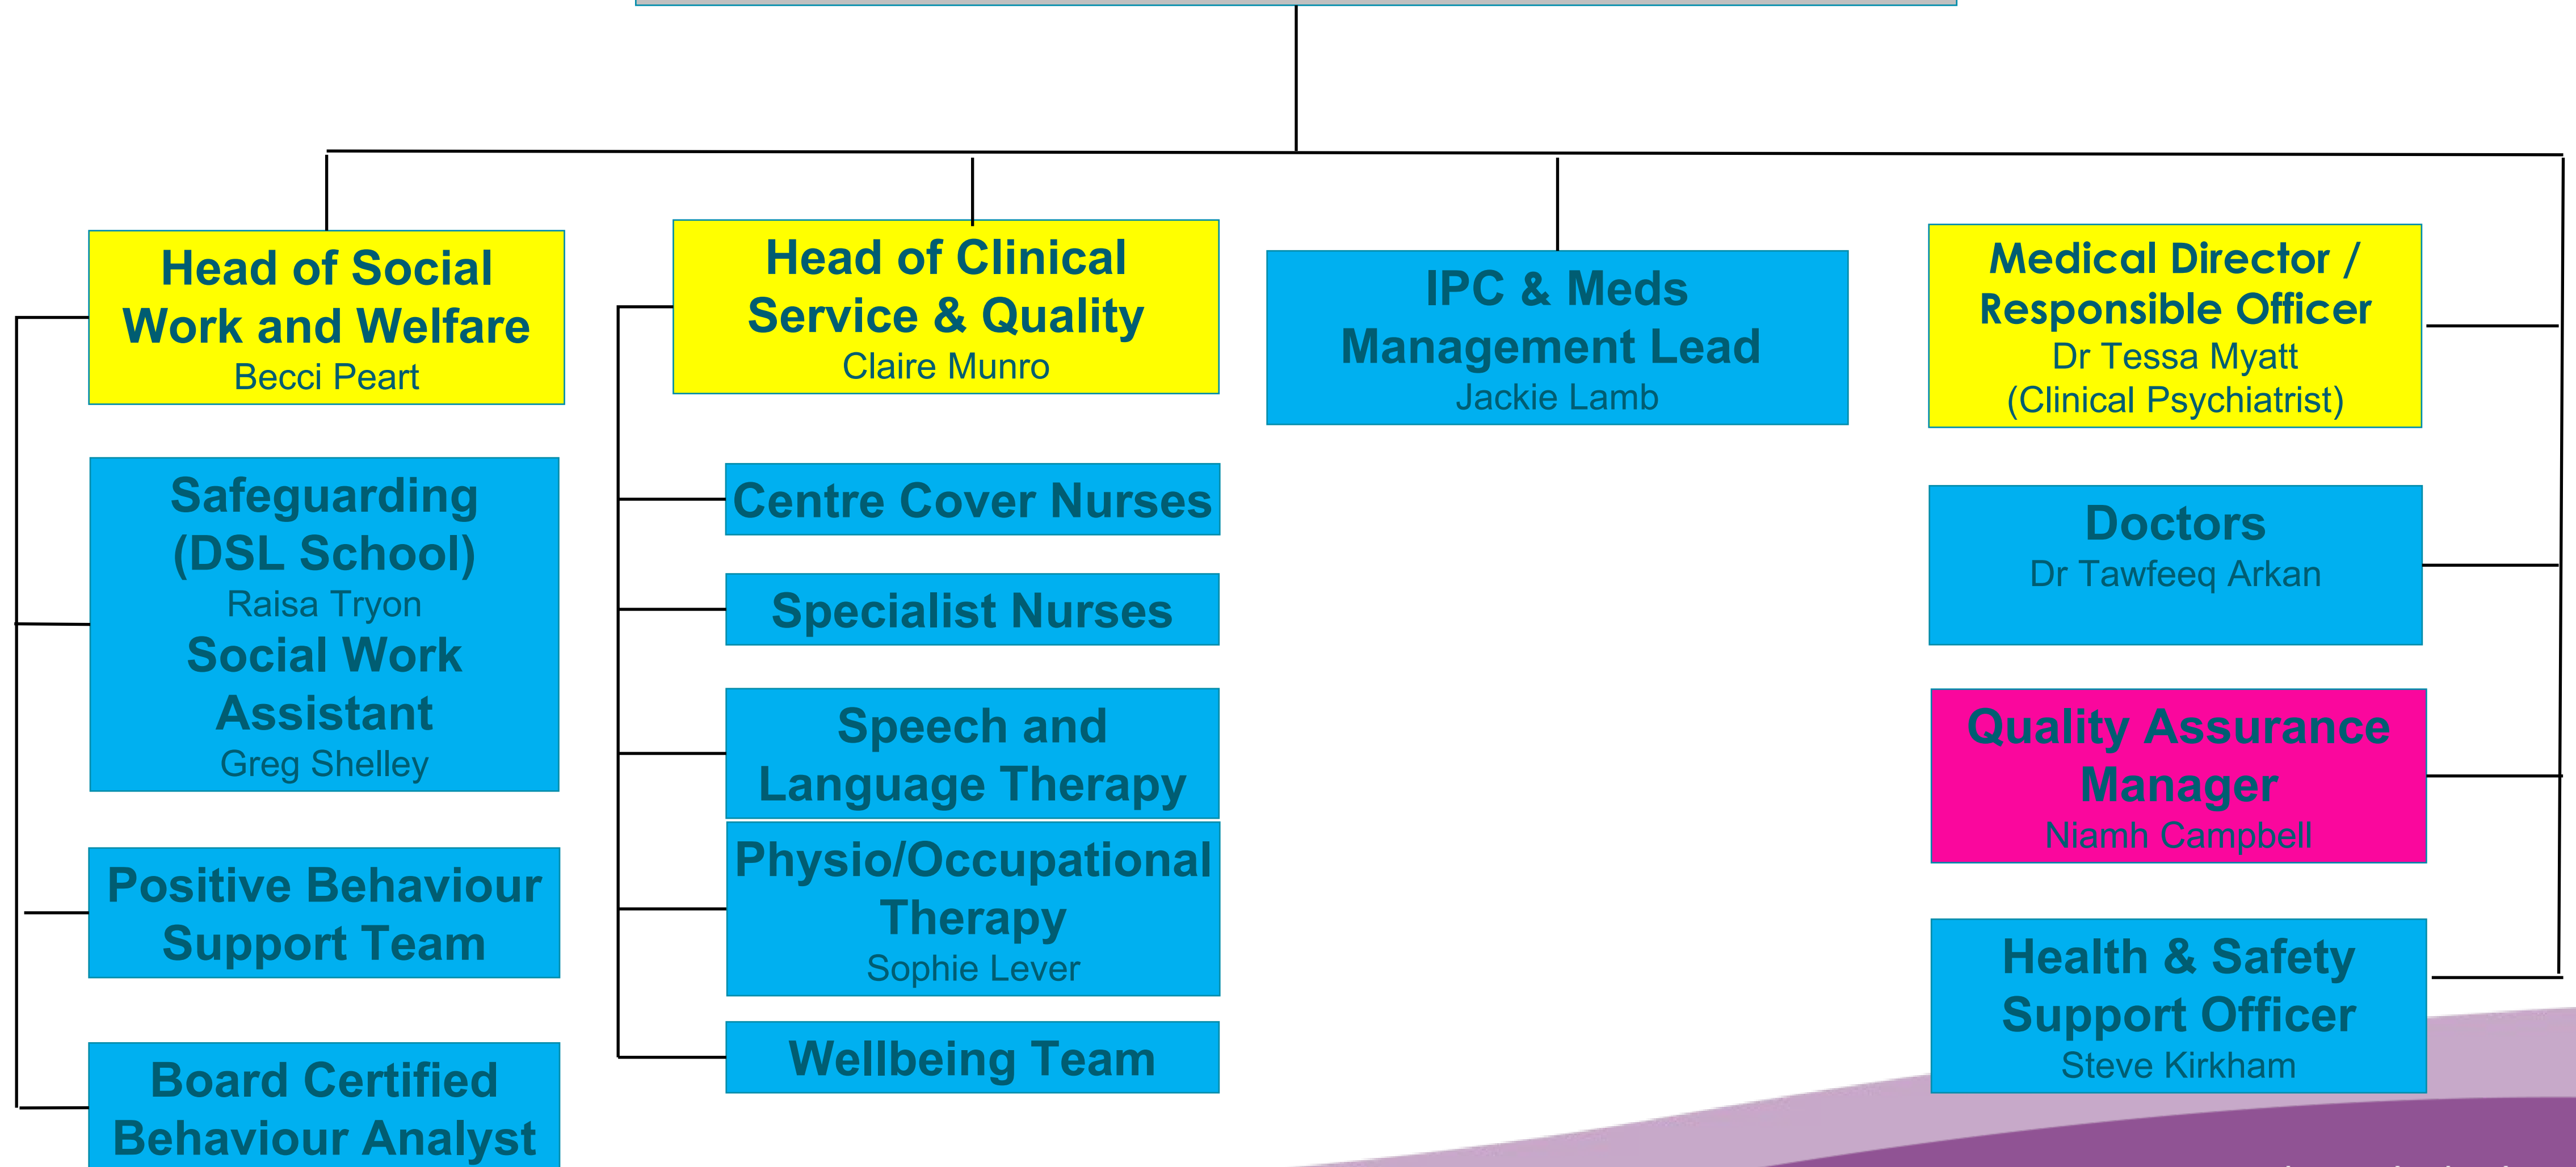 Head of Social
Work and Welfare
Becci Peart
Safeguarding
(DSL School)
Raisa Tryon
Social Work
Assistant
Greg Shelley
Positive Behaviour
Support Team
Board Certified
Behaviour Analyst
Head of Clinical
Service & Quality
Claire Munro
Centre Cover Nurses
Specialist Nurses
Speech and
Language Therapy
Physio/Occupational
Therapy
Sophie Lever
Wellbeing Team
IPC & Meds
Management Lead
Jackie Lamb
Medical Director /
Responsible Officer
Dr Tessa Myatt
(Clinical Psychiatrist)
Doctors
Dr Tawfeeq Arkan
Quality Assurance
Manager
Niamh Campbell
Health & Safety
Support Officer
Steve Kirkham